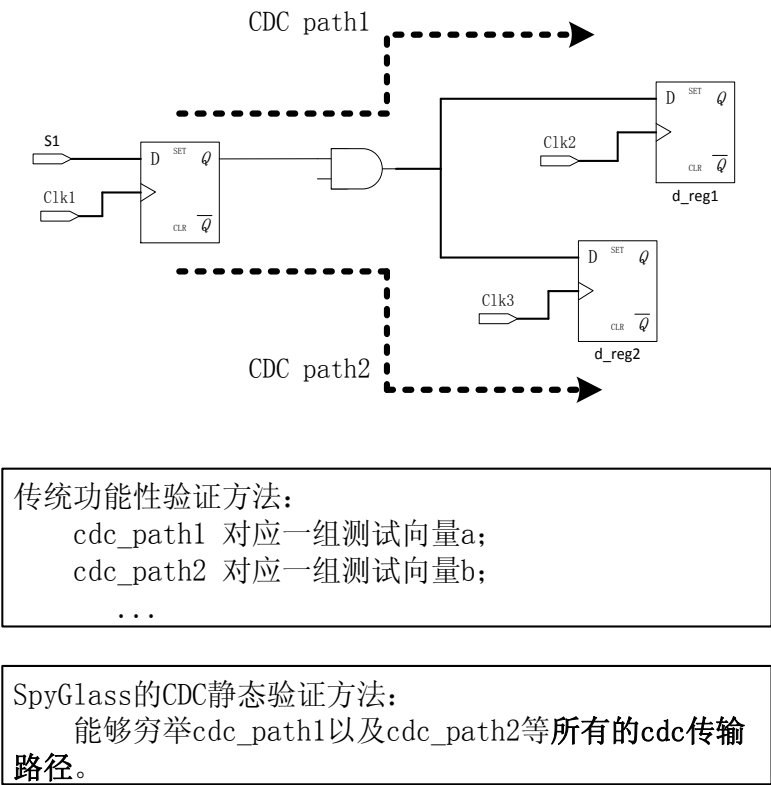 CDC path1
S1
D SET Q
Clk1
CLR Q
Clk2
D SET Q
CLR Q
d_reg1
Clk3
D SET Q
CLR Q
d_reg2
CDC path2
传统功能性验证方法：
cdc_path1 对应一组测试向量a；
cdc_path2 对应一组测试向量b；
...
SpyGlass的CDC静态验证方法：
能够穷举cdc_path1以及cdc_path2等所有的cdc传输
路径。